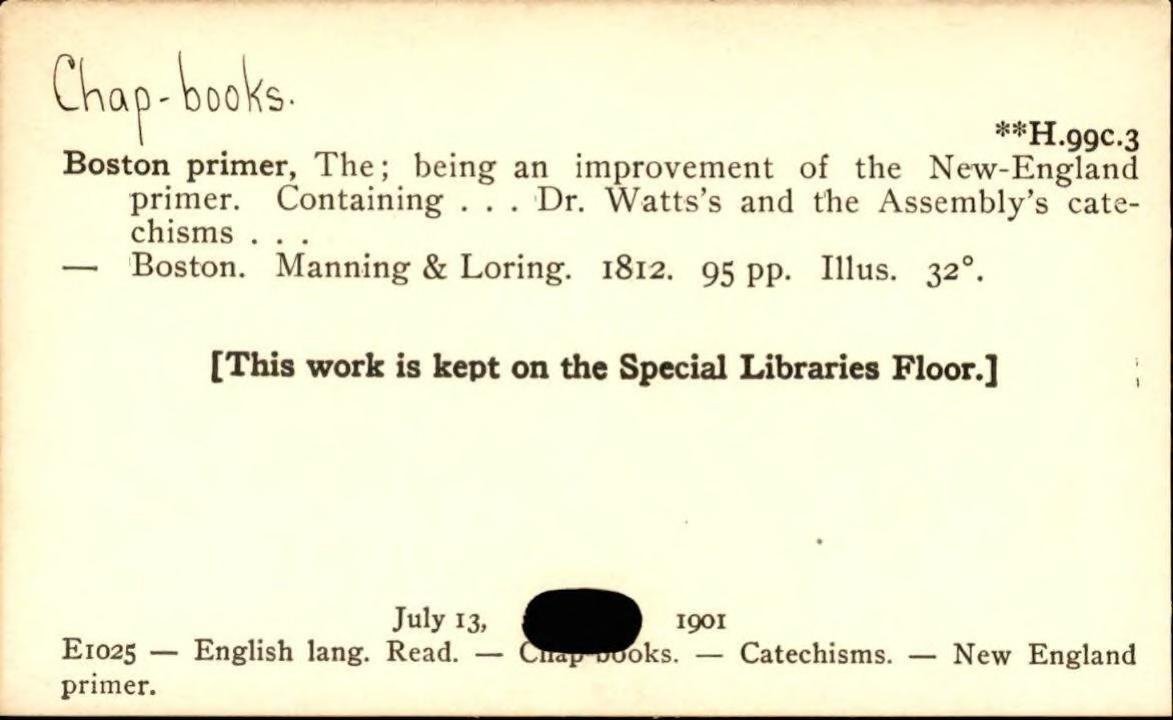 Chap-books.
**H.99c.3
Boston primer, The; being an improvement of the New-England
primer. Containing . . . Dr. Watts's and the Assembly's cate-
chisms . . .
— Boston. Manning & Loring. 1812. 95 pp. Illus. 32°.
[This work is kept on the Special Libraries Floor.]
July 13, 1901
E1025 — English lang. Read. — Chap-books. — Catechisms. — New England
primer.